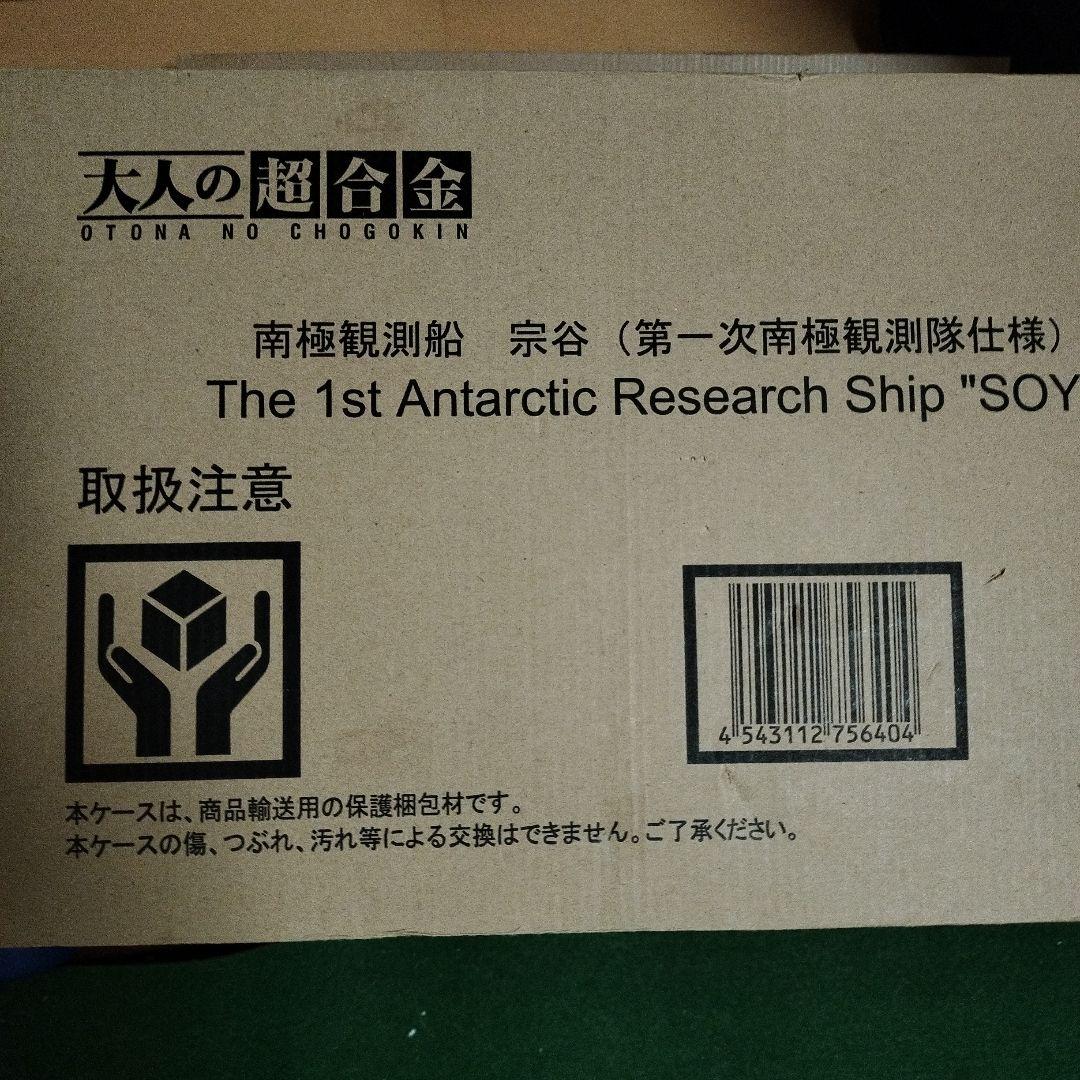 大人の超合金
OTONA NO CHOGOKIN
南極観測船 宗谷（第一次南極観測隊仕様）
The 1st Antarctic Research Ship "SOY
取扱注意
4 543112 756404
本ケースは、商品輸送用の保護梱包材です。
本ケースの傷、つぶれ、汚れ等による交換はできません。ご了承ください。